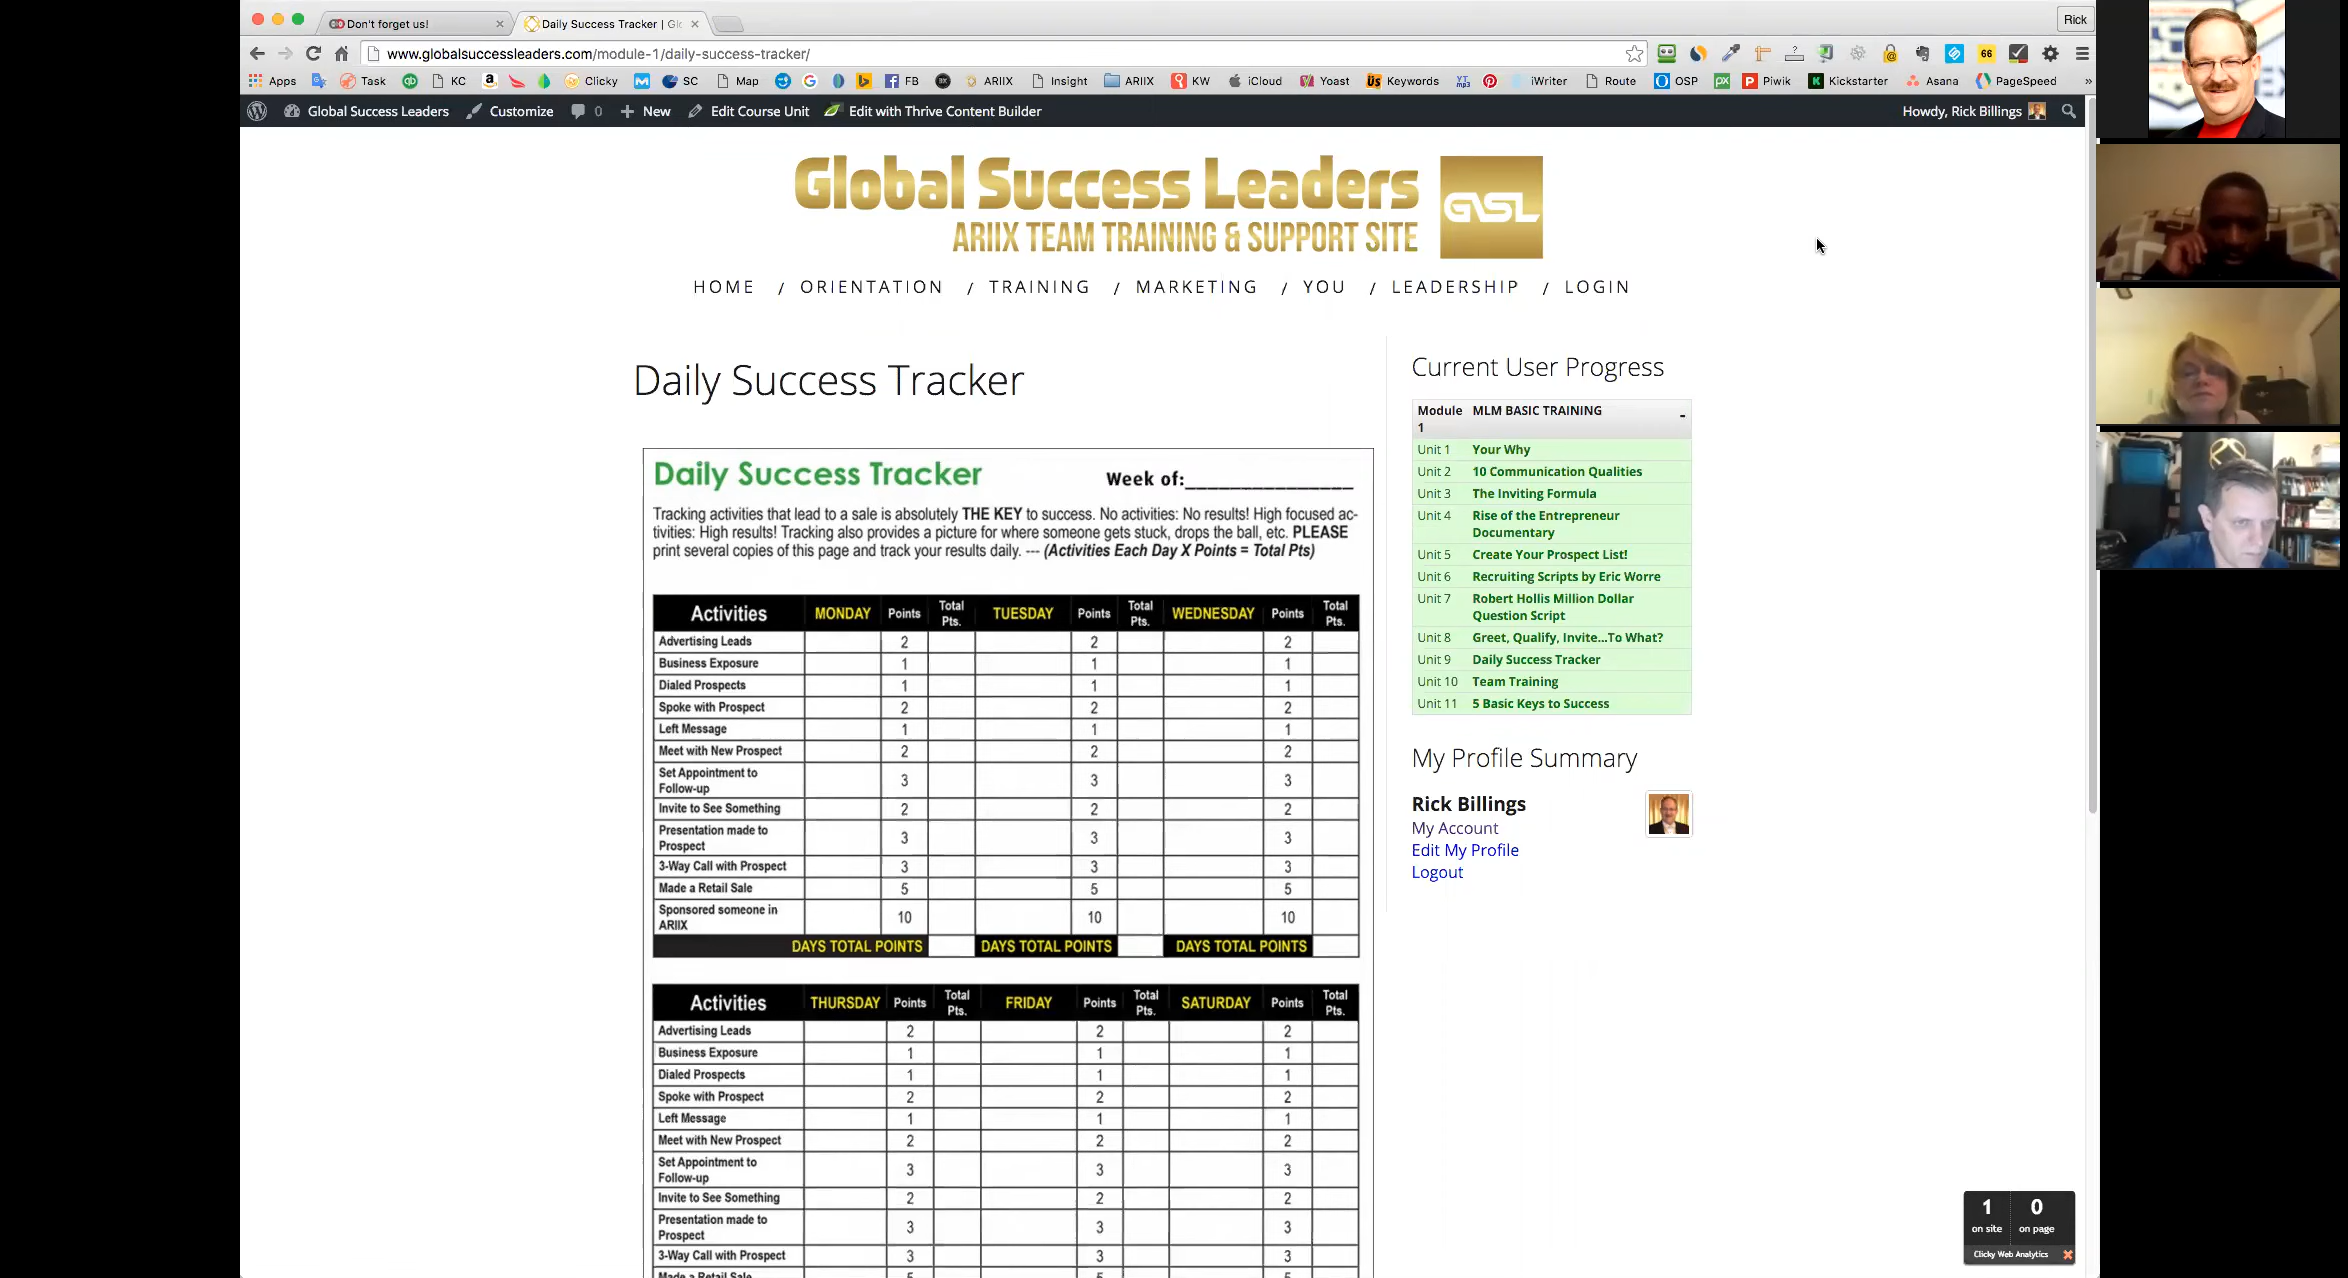 Don't forget us!
Daily Success Tracker | Glo
Rick
www.globalsuccessleaders.com/module-1/daily-success-tracker/
66
Apps Task KC Clicky SC Map FB ARIIX Insight ARIIX KW iCloud Yoast Keywords iWriter Route OSP Piwik Kickstarter Asana PageSpeed »
Global Success Leaders Customize 0 New Edit Course Unit Edit with Thrive Content Builder Howdy, Rick Billings
Global Success Leaders
GSL
ARIIX TEAM TRAINING & SUPPORT SITE
HOME / ORIENTATION / TRAINING / MARKETING / YOU / LEADERSHIP / LOGIN
Daily Success Tracker
Daily Success Tracker Week of:_______________
Tracking activities that lead to a sale is absolutely THE KEY to success. No activities: No results! High focused ac-
tivities: High results! Tracking also provides a picture for where someone gets stuck, drops the ball, etc. PLEASE
print several copies of this page and track your results daily. --- (Activities Each Day X Points = Total Pts)
Activities MONDAY Points Total Pts. TUESDAY Points Total Pts. WEDNESDAY Points Total Pts.
Advertising Leads 2 2 2
Business Exposure 1 1 1
Dialed Prospects 1 1 1
Spoke with Prospect 2 2 2
Left Message 1 1 1
Meet with New Prospect 2 2 2
Set Appointment to
Follow-up 3 3 3
Invite to See Something 2 2 2
Presentation made to
Prospect 3 3 3
3-Way Call with Prospect 3 3 3
Made a Retail Sale 5 5 5
Sponsored someone in
ARIIX 10 10 10
DAYS TOTAL POINTS DAYS TOTAL POINTS DAYS TOTAL POINTS
Activities THURSDAY Points Total Pts. FRIDAY Points Total Pts. SATURDAY Points Total Pts.
Advertising Leads 2 2 2
Business Exposure 1 1 1
Dialed Prospects 1 1 1
Spoke with Prospect 2 2 2
Left Message 1 1 1
Meet with New Prospect 2 2 2
Set Appointment to
Follow-up 3 3 3
Invite to See Something 2 2 2
Presentation made to
Prospect 3 3 3
3-Way Call with Prospect 3 3 3
Made a Retail Sale 5 5 5
Current User Progress
Module 1 MLM BASIC TRAINING -
Unit 1 Your Why
Unit 2 10 Communication Qualities
Unit 3 The Inviting Formula
Unit 4 Rise of the Entrepreneur
Documentary
Unit 5 Create Your Prospect List!
Unit 6 Recruiting Scripts by Eric Worre
Unit 7 Robert Hollis Million Dollar
Question Script
Unit 8 Greet, Qualify, Invite...To What?
Unit 9 Daily Success Tracker
Unit 10 Team Training
Unit 11 5 Basic Keys to Success
My Profile Summary
Rick Billings
My Account
Edit My Profile
Logout
1 0
on site on page
Clicky Web Analytics